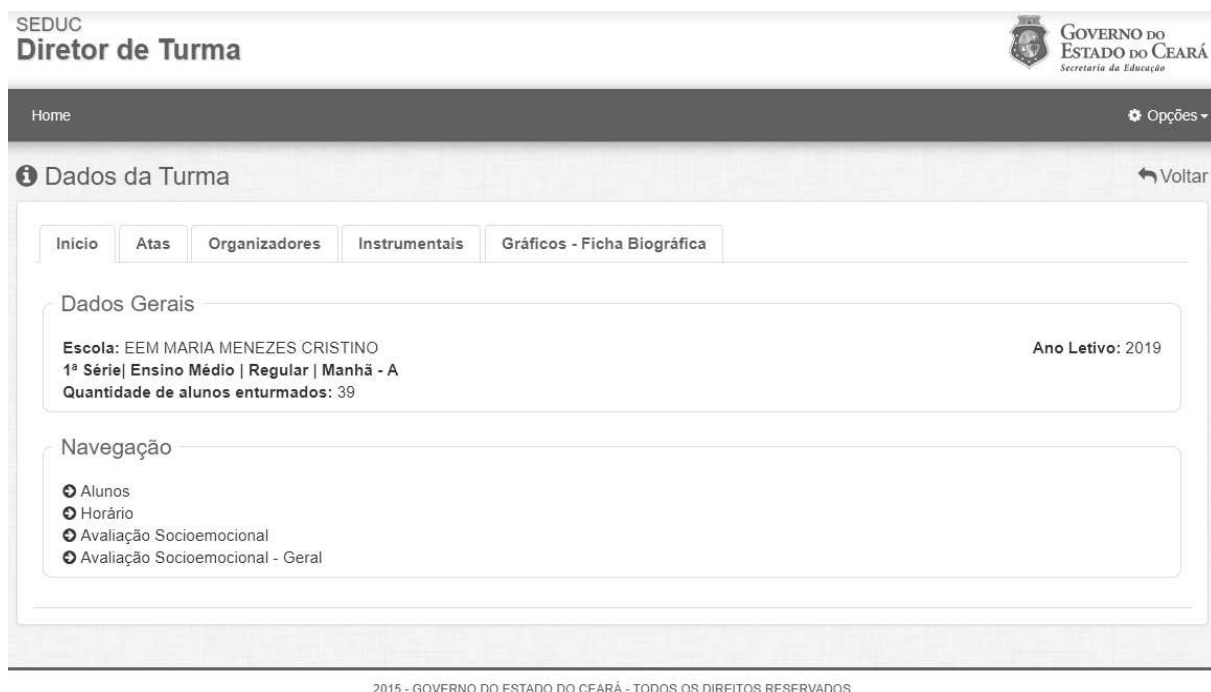 SEDUC
Diretor de Turma
GOVERNO DO
ESTADO DO CEARÁ
Secretaria da Educação
Home
Opções
Dados da Turma
Voltar
Início Atas Organizadores Instrumentais Gráficos - Ficha Biográfica
Dados Gerais
Escola: EEM MARIA MENEZES CRISTINO Ano Letivo: 2019
1ª Série| Ensino Médio | Regular | Manhã - A
Quantidade de alunos enturmados: 39
Navegação
Alunos
Horário
Avaliação Socioemocional
Avaliação Socioemocional - Geral
2015 - GOVERNO DO ESTADO DO CEARÁ - TODOS OS DIREITOS RESERVADOS